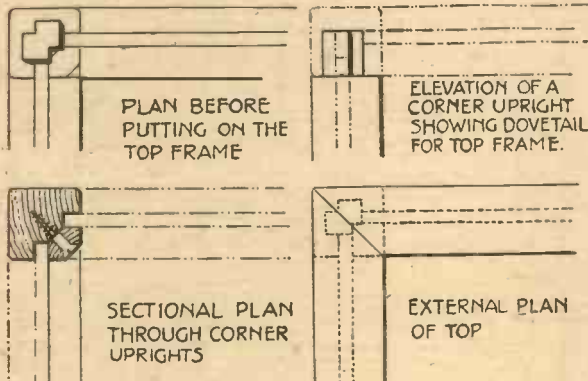 PLAN BEFORE
PUTTING ON THE
TOP FRAME
ELEVATION OF A
CORNER UPRIGHT
SHOWING DOVETAIL
FOR TOP FRAME.
SECTIONAL PLAN
THROUGH CORNER
UPRIGHTS
EXTERNAL PLAN
OF TOP